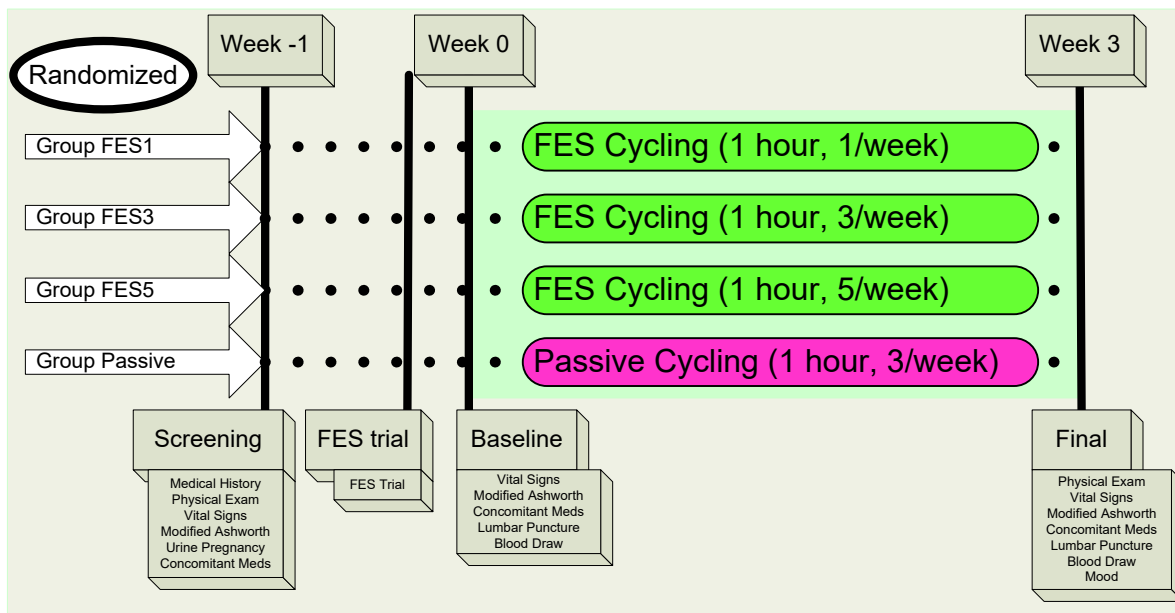 Week -1
Week 0
Week 3
Randomized
Group FES1
FES Cycling (1 hour, 1/week)
Group FES3
FES Cycling (1 hour, 3/week)
Group FES5
FES Cycling (1 hour, 5/week)
Group Passive
Passive Cycling (1 hour, 3/week)
Screening
Medical History
Physical Exam
Vital Signs
Modified Ashworth
Urine Pregnancy
Concomitant Meds
FES trial
FES Trial
Baseline
Vital Signs
Modified Ashworth
Concomitant Meds
Lumbar Puncture
Blood Draw
Final
Physical Exam
Vital Signs
Modified Ashworth
Concomitant Meds
Lumbar Puncture
Blood Draw
Mood